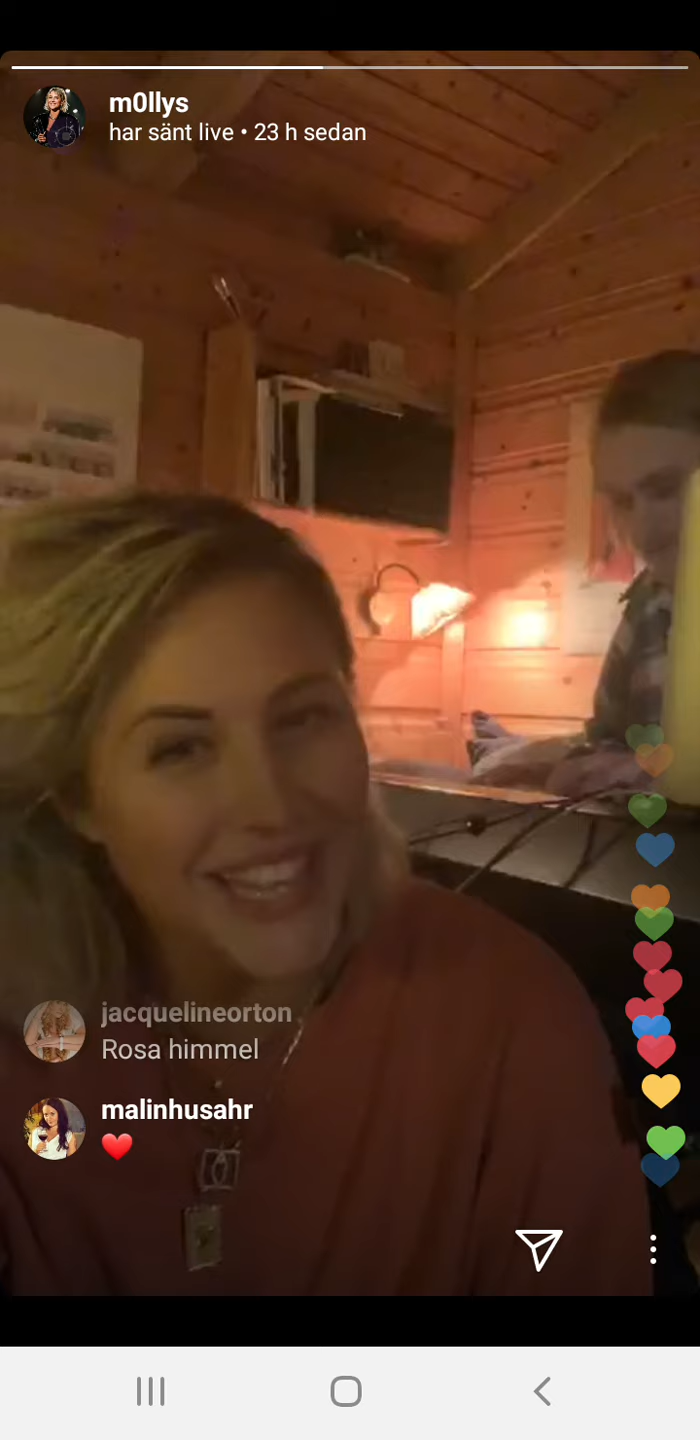 m0llys
har sänt live • 23 h sedan
jacquelineorton
Rosa himmel
malinhusahr
❤️